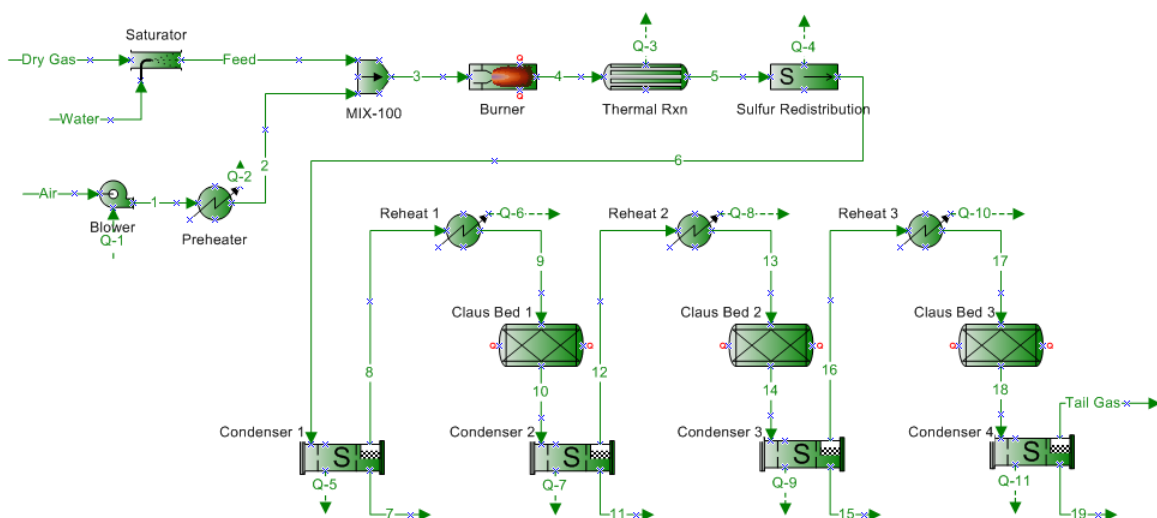 Saturator
Dry Gas
Feed
Water
MIX-100
3
Burner
Q
Q
4
Q-3
Thermal Rxn
5
Q-4
S
Sulfur Redistribution
6
2
Air
Blower
Q-1
1
Preheater
Q-2
Reheat 1
Q-6
Reheat 2
Q-8
Reheat 3
Q-10
8
9
12
13
16
17
Claus Bed 1
Q
Q
Claus Bed 2
Q
Q
Claus Bed 3
Q
Q
10
14
18
Tail Gas
Condenser 1
S
Q-5
7
Condenser 2
S
Q-7
11
Condenser 3
S
Q-9
15
Condenser 4
S
Q-11
19